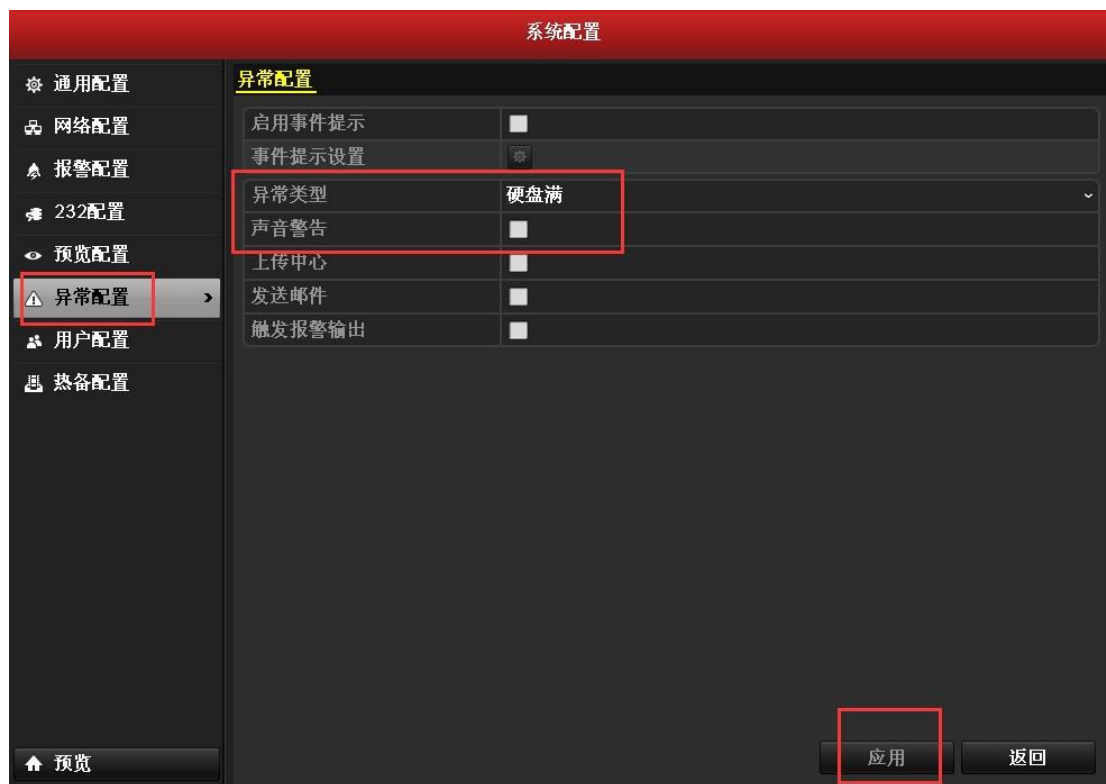 系统配置
通用配置
网络配置
报警配置
232配置
预览配置
异常配置
用户配置
热备配置
预览
异常配置
启用事件提示
事件提示设置
异常类型 硬盘满
声音警告
上传中心
发送邮件
触发报警输出
应用 返回